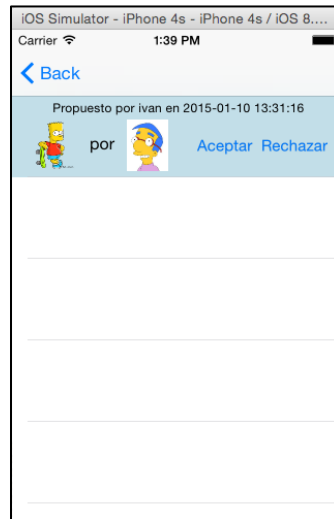 iOS Simulator - iPhone 4s - iPhone 4s / iOS 8....
Carrier 1:39 PM
Back
Propuesto por ivan en 2015-01-10 13:31:16
por Aceptar Rechazar